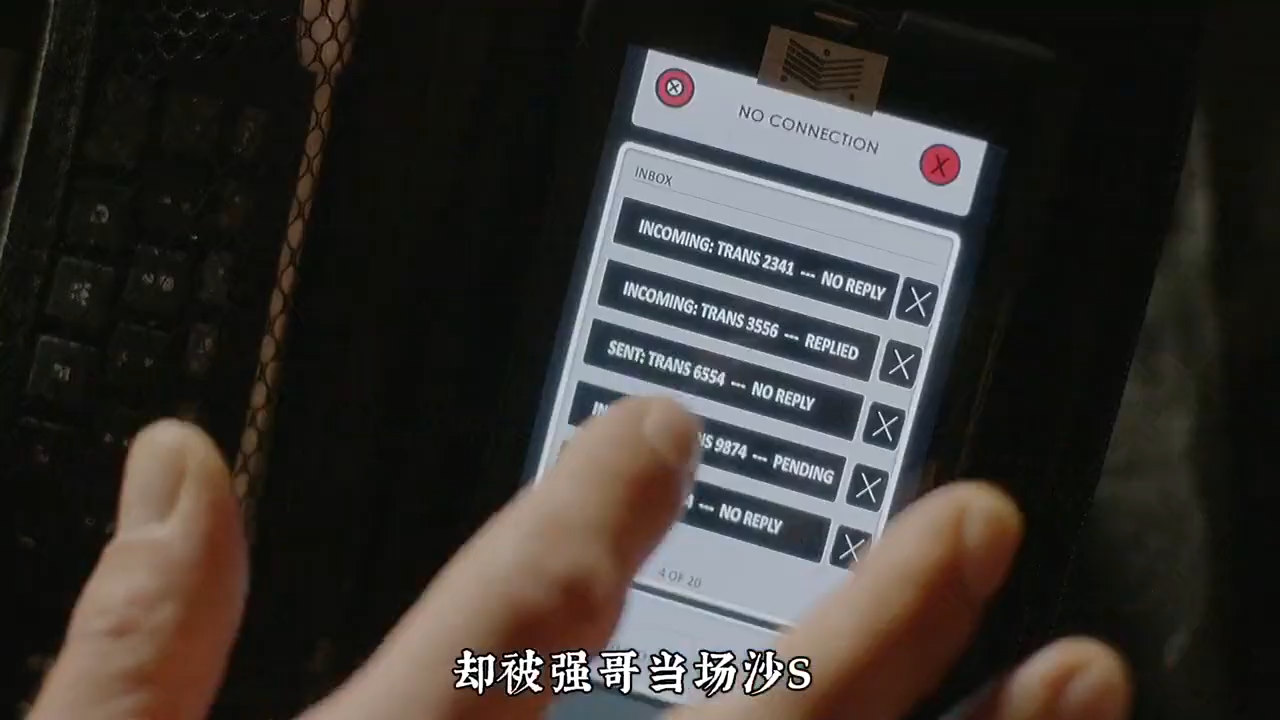 NO CONNECTION
X
INBOX
INCOMING: TRANS 2341 --- NO REPLY
INCOMING: TRANS 3556 --- REPLIED
SENT: TRANS 6554 --- NO REPLY
9874 --- PENDING
--- NO REPLY
4 OF 20
却被强哥当场沙S